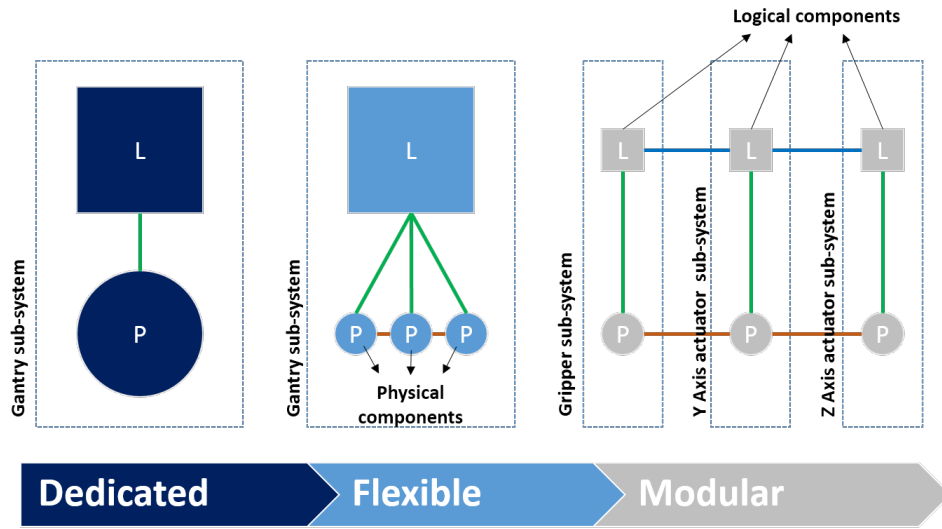 Logical components
Gantry sub-system
L
P
Gantry sub-system
L
P P P
Physical
components
Gripper sub-system
Y Axis actuator sub-system
Z Axis actuator sub-system
L L L
P P P
Dedicated
Flexible
Modular